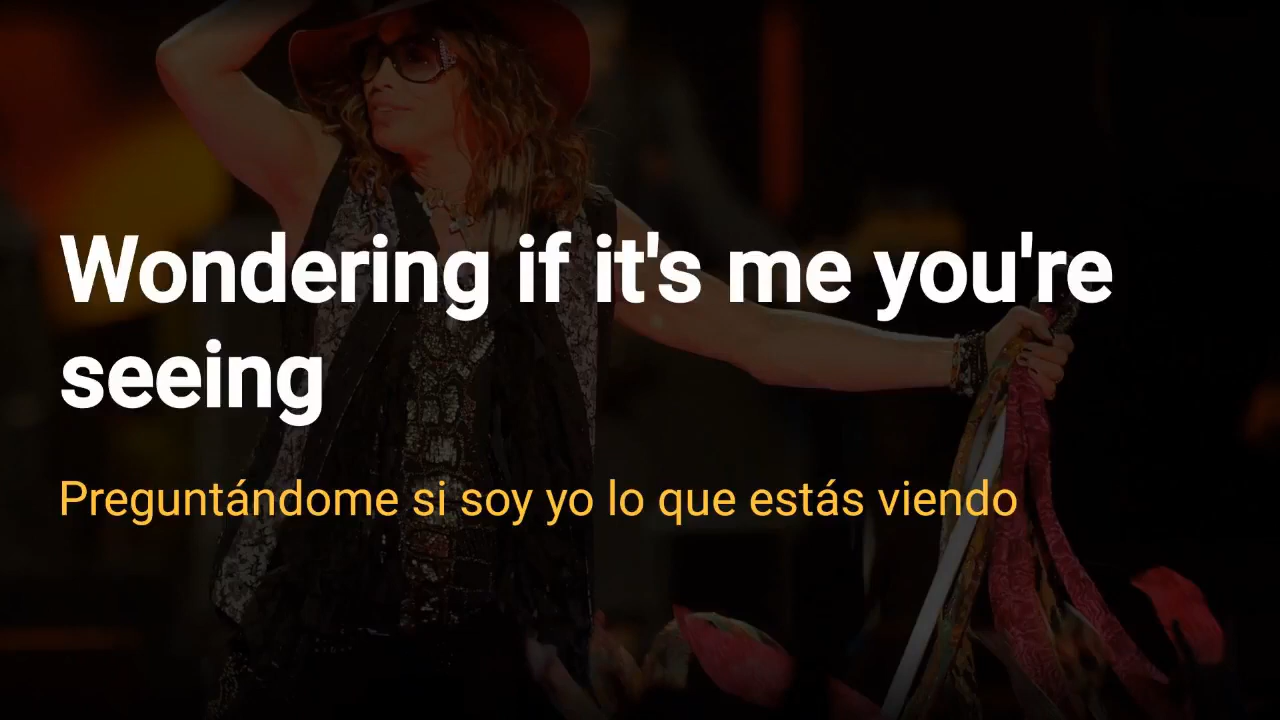 Wondering if it's me you're
seeing
Preguntándome si soy yo lo que estás viendo